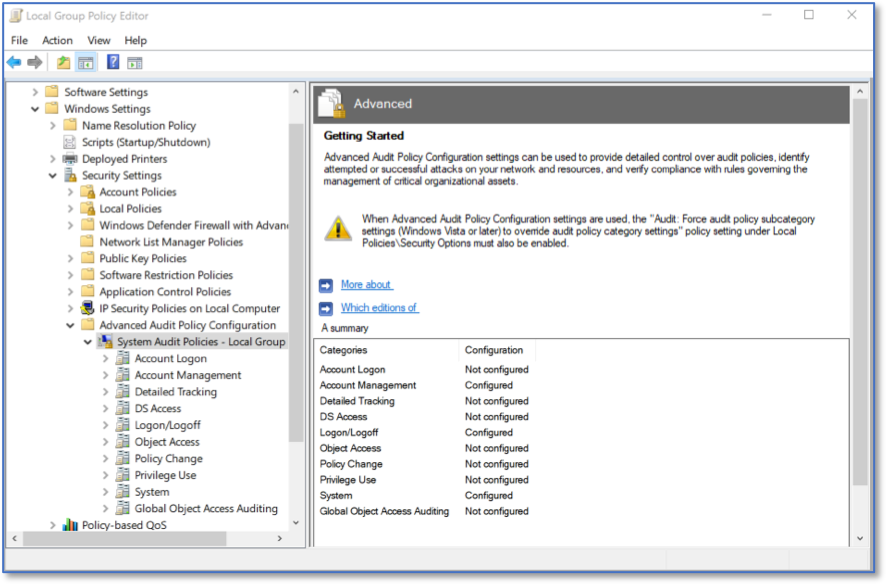 Local Group Policy Editor
File Action View Help
Software Settings
Windows Settings
Name Resolution Policy
Scripts (Startup/Shutdown)
Deployed Printers
Security Settings
Account Policies
Local Policies
Windows Defender Firewall with Advan
Network List Manager Policies
Public Key Policies
Software Restriction Policies
Application Control Policies
IP Security Policies on Local Computer
Advanced Audit Policy Configuration
System Audit Policies - Local Group
Account Logon
Account Management
Detailed Tracking
DS Access
Logon/Logoff
Object Access
Policy Change
Privilege Use
System
Global Object Access Auditing
Policy-based QoS
Advanced
Getting Started
Advanced Audit Policy Configuration settings can be used to provide detailed control over audit policies, identify
attempted or successful attacks on your network and resources, and verify compliance with rules governing the
management of critical organizational assets.
When Advanced Audit Policy Configuration settings are used, the "Audit: Force audit policy subcategory
settings (Windows Vista or later) to override audit policy category settings" policy setting under Local
Policies\Security Options must also be enabled.
More about
Which editions of
A summary
Categories Configuration
Account Logon Not configured
Account Management Configured
Detailed Tracking Not configured
DS Access Not configured
Logon/Logoff Configured
Object Access Not configured
Policy Change Not configured
Privilege Use Not configured
System Configured
Global Object Access Auditing Not configured